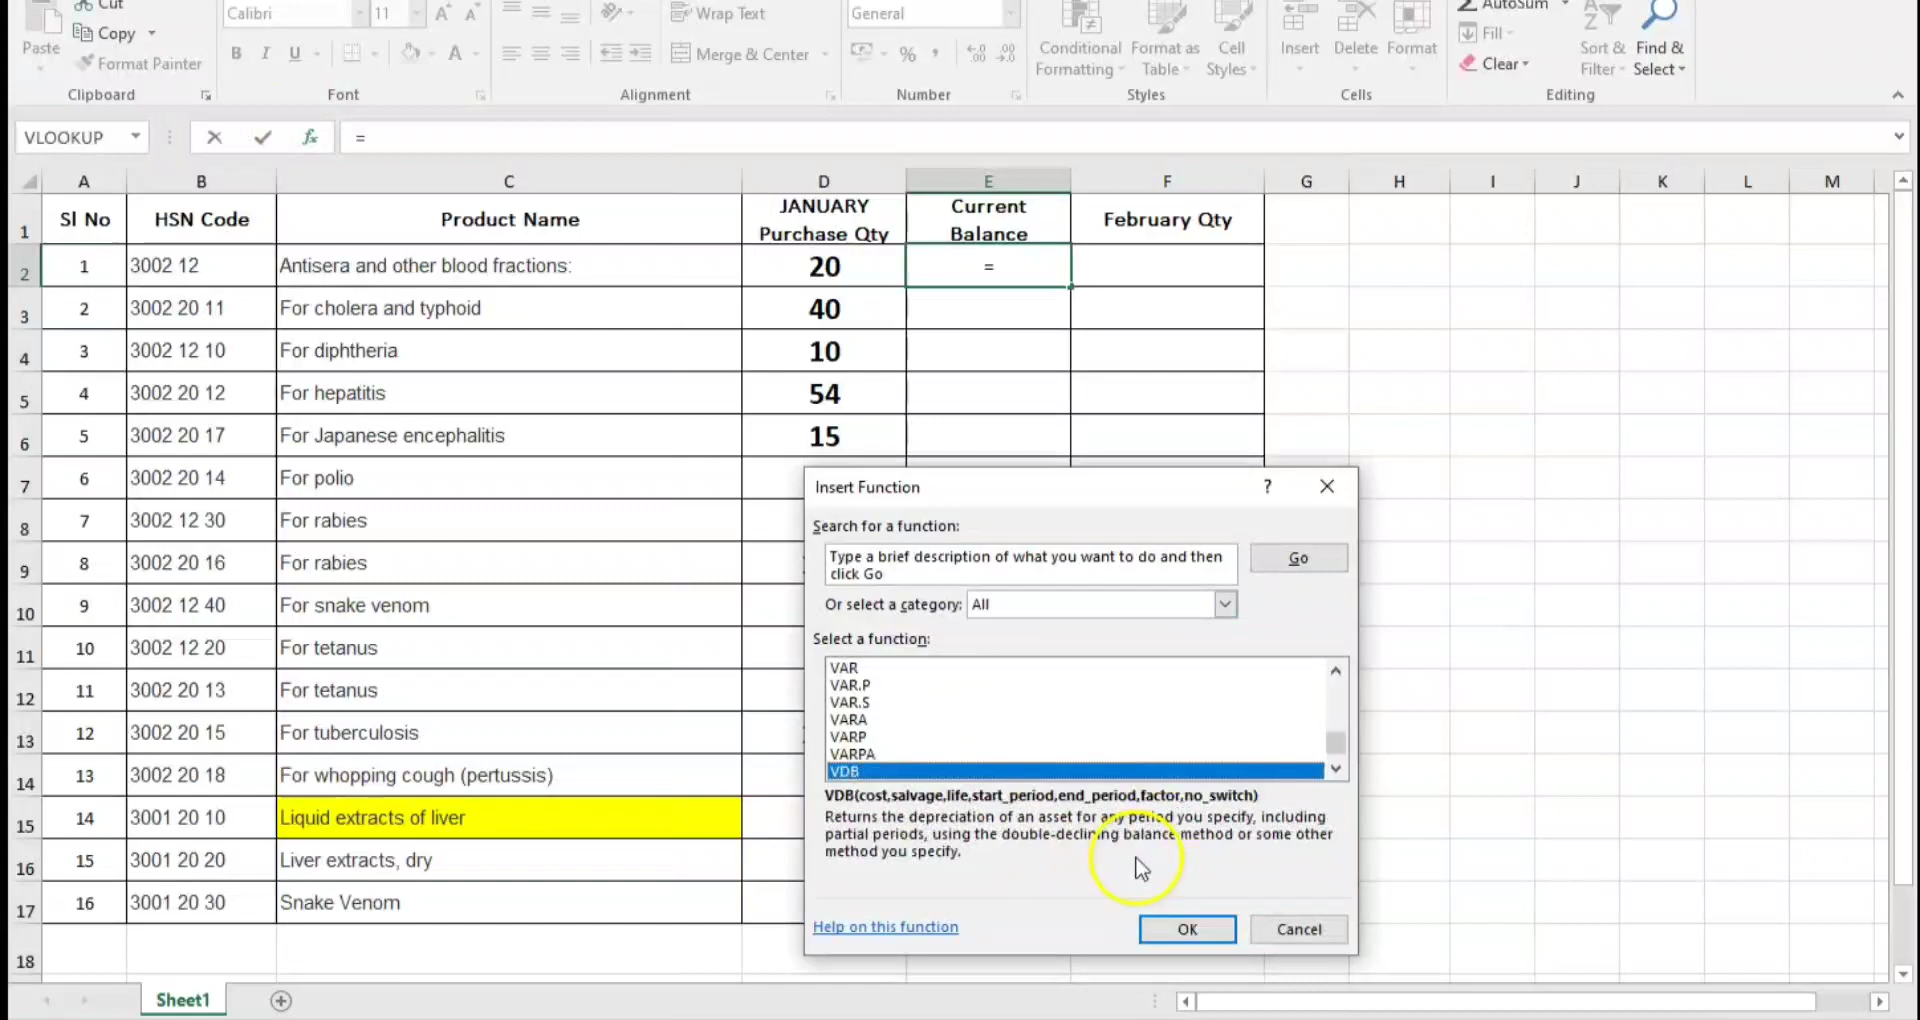 Cut
Calibri 11
General
Wrap Text
AutoSum
Paste
Copy
Format Painter
B I U
Merge & Center
%
Conditional Formatting
Format as Table
Cell Styles
Insert
Delete
Format
Fill
Clear
Sort & Filter
Find & Select
Clipboard
Font
Alignment
Number
Styles
Cells
Editing
VLOOKUP
fx
=
A B C D E F G H I J K L M
1 Sl No HSN Code Product Name JANUARY Purchase Qty Current Balance February Qty
2 1 3002 12 Antisera and other blood fractions: 20 =
3 2 3002 20 11 For cholera and typhoid 40
4 3 3002 12 10 For diphtheria 10
5 4 3002 20 12 For hepatitis 54
6 5 3002 20 17 For Japanese encephalitis 15
7 6 3002 20 14 For polio
8 7 3002 12 30 For rabies
9 8 3002 20 16 For rabies
10 9 3002 12 40 For snake venom
11 10 3002 12 20 For tetanus
12 11 3002 20 13 For tetanus
13 12 3002 20 15 For tuberculosis
14 13 3002 20 18 For whopping cough (pertussis)
15 14 3001 20 10 Liquid extracts of liver
16 15 3001 20 20 Liver extracts, dry
17 16 3001 20 30 Snake Venom
18
Insert Function
?
Search for a function:
Type a brief description of what you want to do and then
click Go
Go
Or select a category: All
Select a function:
VAR
VAR.P
VAR.S
VARA
VARP
VARPA
VDB
VDB(cost,salvage,life,start_period,end_period,factor,no_switch)
Returns the depreciation of an asset for any period you specify, including
partial periods, using the double-declining balance method or some other
method you specify.
Help on this function
OK
Cancel
Sheet1